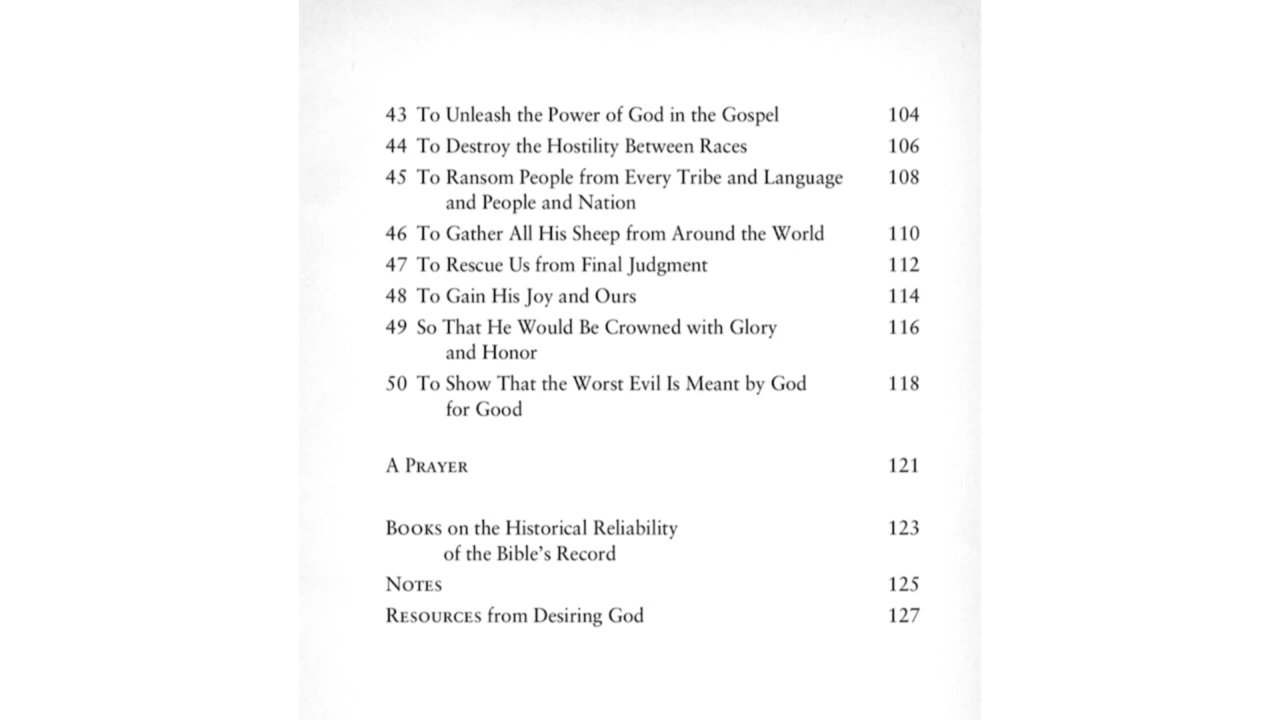 43 To Unleash the Power of God in the Gospel 104
44 To Destroy the Hostility Between Races 106
45 To Ransom People from Every Tribe and Language 108
and People and Nation
46 To Gather All His Sheep from Around the World 110
47 To Rescue Us from Final Judgment 112
48 To Gain His Joy and Ours 114
49 So That He Would Be Crowned with Glory 116
and Honor
50 To Show That the Worst Evil Is Meant by God 118
for Good
A PRAYER 121
BOOKS on the Historical Reliability 123
of the Bible's Record
NOTES 125
RESOURCES from Desiring God 127